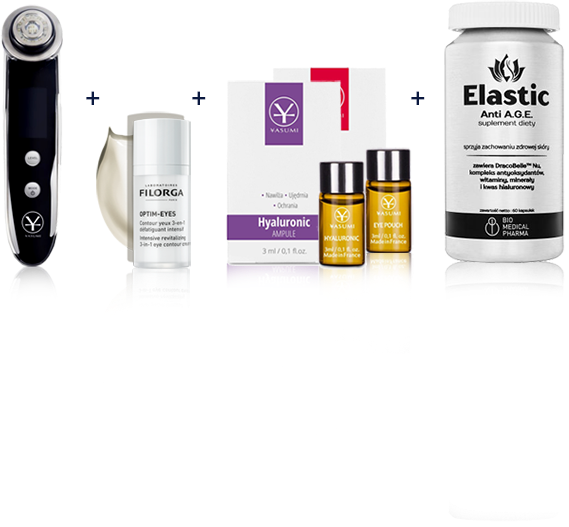 LEVEL
MODE
YASUMI
+
LABORATOIRES
FILORGA
PARIS
OPTIM-EYES
Contour yeux 3-en-1
défatigant intensif
Intensive revitalizing
3-in-1 eye contour cream
+
YASUMI
• Nawilża • Ujędrnia
• Ochrania
Hyaluronic
AMPULE
3 ml / 0,1 fl.oz.
YASUMI
HYALURONIC
3ml / 0.1 fl. oz.
Made in France
YASUMI
EYE POUCH
3ml / 0.1 fl. oz.
Made in France
+
Elastic
Anti A.G.E.
suplement diety
sprzyja zachowaniu zdrowej skóry
zawiera DracoBelle™ Nu,
kompleks antyoksydantów,
witaminy, minerały
i kwas hialuronowy
zawartość netto - 60 kapsułek
BIO
MEDICAL
PHARMA